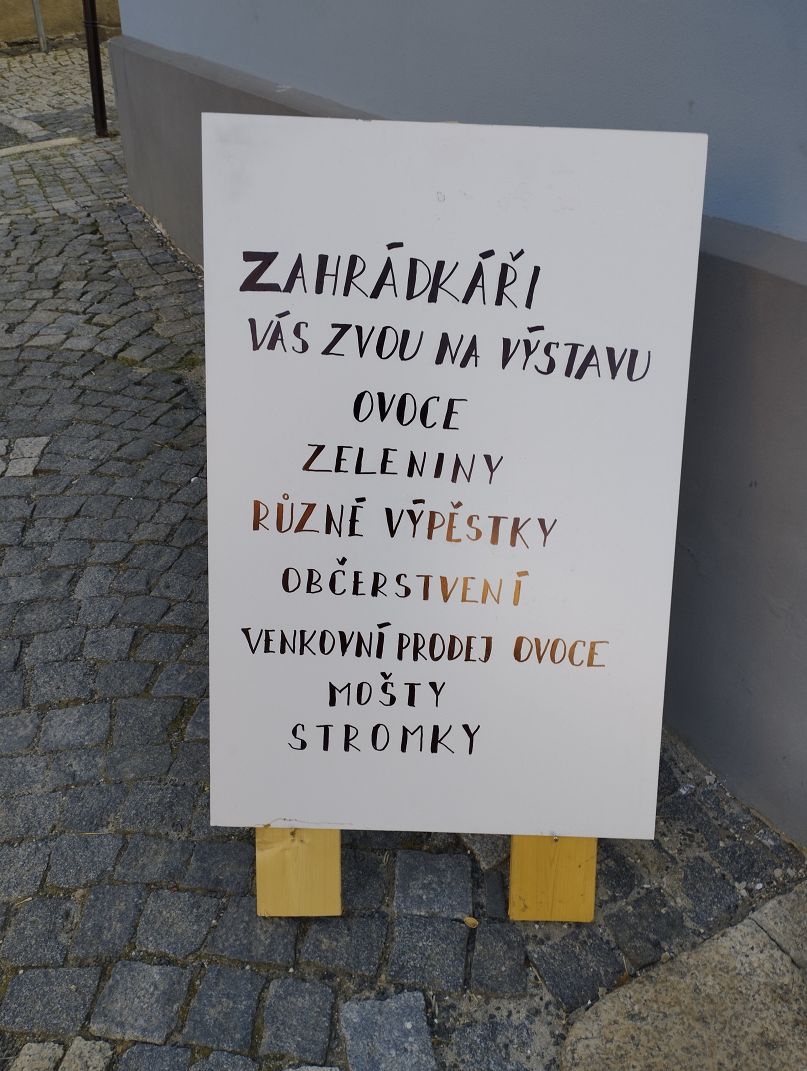 ZAHRÁDKÁŘI
VÁS ZVOU NA VÝSTAVU
OVOCE
ZELENINY
RŮZNÉ VÝPĚSTKY
OBČERSTVENÍ
VENKOVNÍ PRODEJ OVOCE
MOŠTY
STROMKY